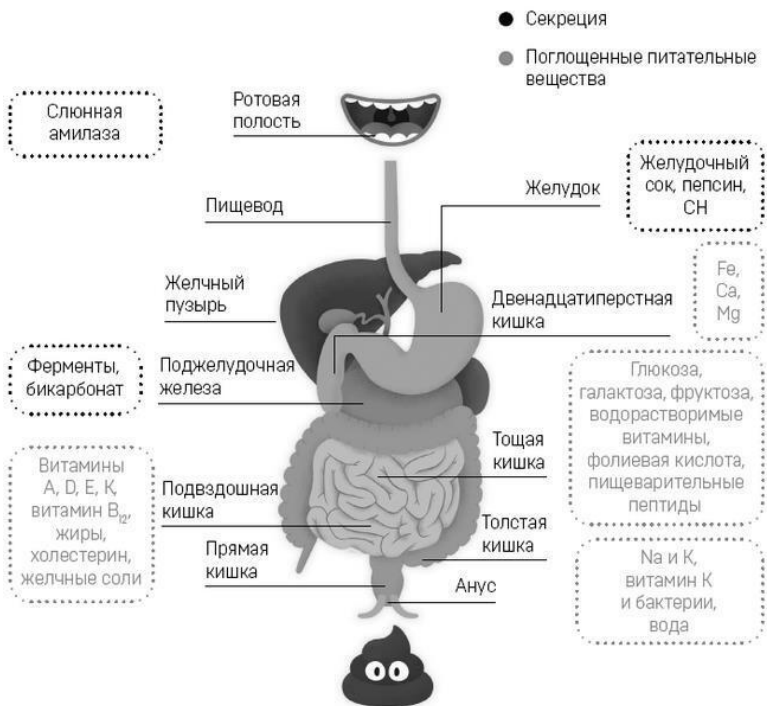 Секреция
Поглощенные питательные
вещества
Слюнная
амилаза
Ротовая
полость
Желудочный
сок, пепсин,
CH
Желудок
Пищевод
Fe,
Ca,
Mg
Желчный
пузырь
Двенадцатиперстная
кишка
Ферменты,
бикарбонат
Поджелудочная
железа
Глюкоза,
галактоза, фруктоза,
водорастворимые
витамины,
фолиевая кислота,
пищеварительные
пептиды
Тощая
кишка
Витамины
A, D, E, K,
витамин B₁₂,
жиры,
холестерин,
желчные соли
Подвздошная
кишка
Толстая
кишка
Прямая
кишка
Анус
Na и K,
витамин K
и бактерии,
вода